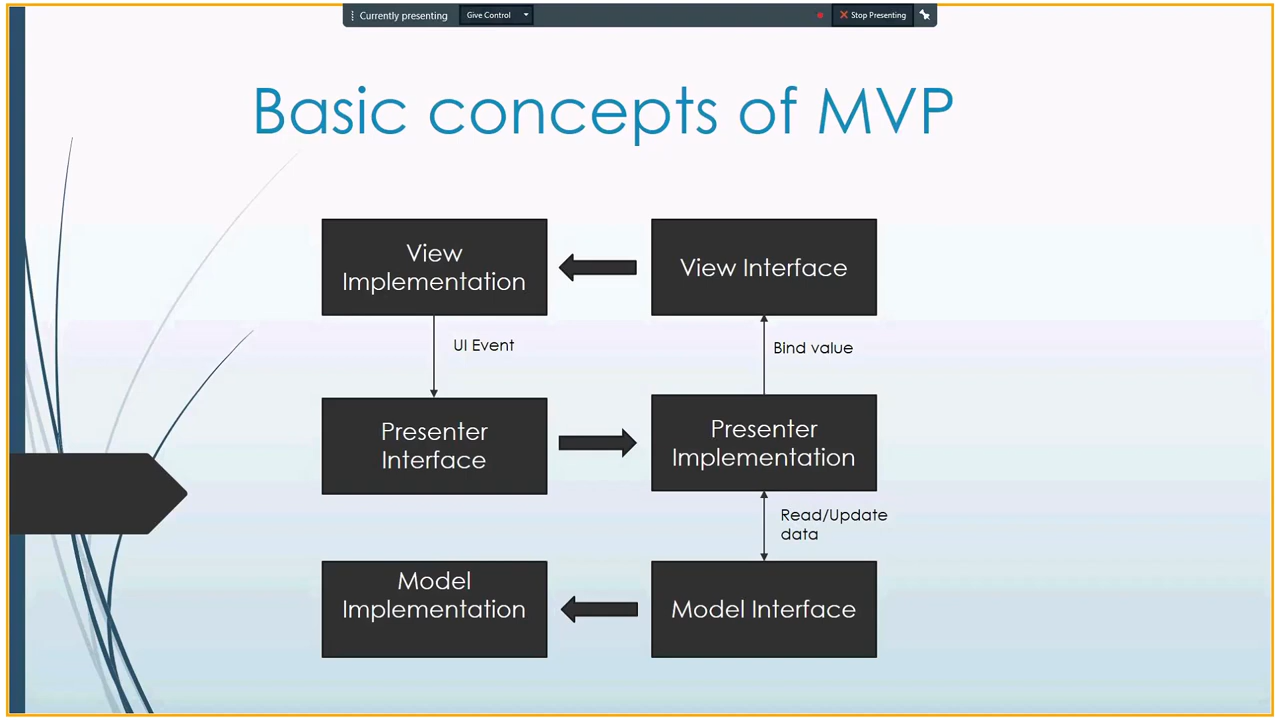 Currently presenting
Give Control
Stop Presenting
Basic concepts of MVP
View
Implementation
View Interface
UI Event
Bind value
Presenter
Interface
Presenter
Implementation
Read/Update
data
Model
Implementation
Model Interface